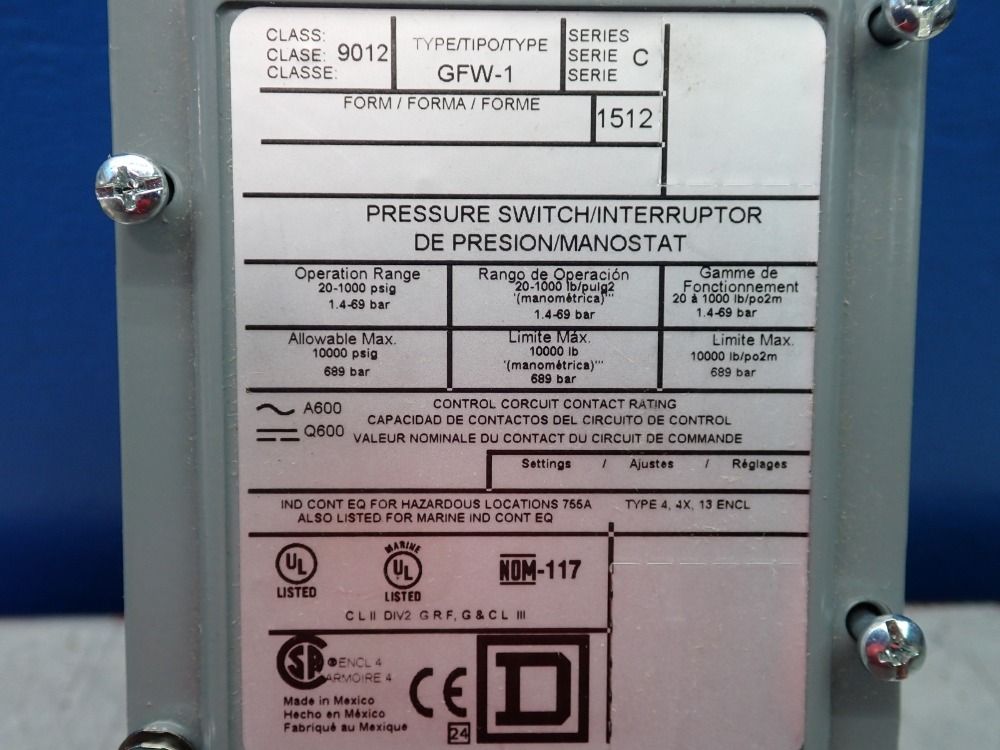 CLASS:
CLASE: 9012
CLASSE:
TYPE/TIPO/TYPE
GFW-1
SERIES
SERIE C
SERIE
FORM / FORMA / FORME
1512
PRESSURE SWITCH/INTERRUPTOR
DE PRESION/MANOSTAT
Operation Range
20-1000 psig
1.4-69 bar
Rango de Operación
20-1000 lb/pulg2
'(manométrica)'''
1.4-69 bar
Gamme de
Fonctionnement
20 à 1000 lb/po2m
1.4-69 bar
Allowable Max.
10000 psig
689 bar
Limite Máx.
10000 lb
'(manométrica)'''
689 bar
Limite Max.
10000 lb/po2m
689 bar
A600
Q600
CONTROL CORCUIT CONTACT RATING
CAPACIDAD DE CONTACTOS DEL CIRCUITO DE CONTROL
VALEUR NOMINALE DU CONTACT DU CIRCUIT DE COMMANDE
Settings / Ajustes / Réglages
IND CONT EQ FOR HAZARDOUS LOCATIONS 755A TYPE 4, 4X, 13 ENCL
ALSO LISTED FOR MARINE IND CONT EQ
UL
LISTED
MARINE
UL
LISTED
NOM-117
CL II DIV2 GR F, G & CL III
SA
ENCL 4
ARMOIRE 4
Made in Mexico
Hecho en México
Fabriqué au Mexique
CE
24
D